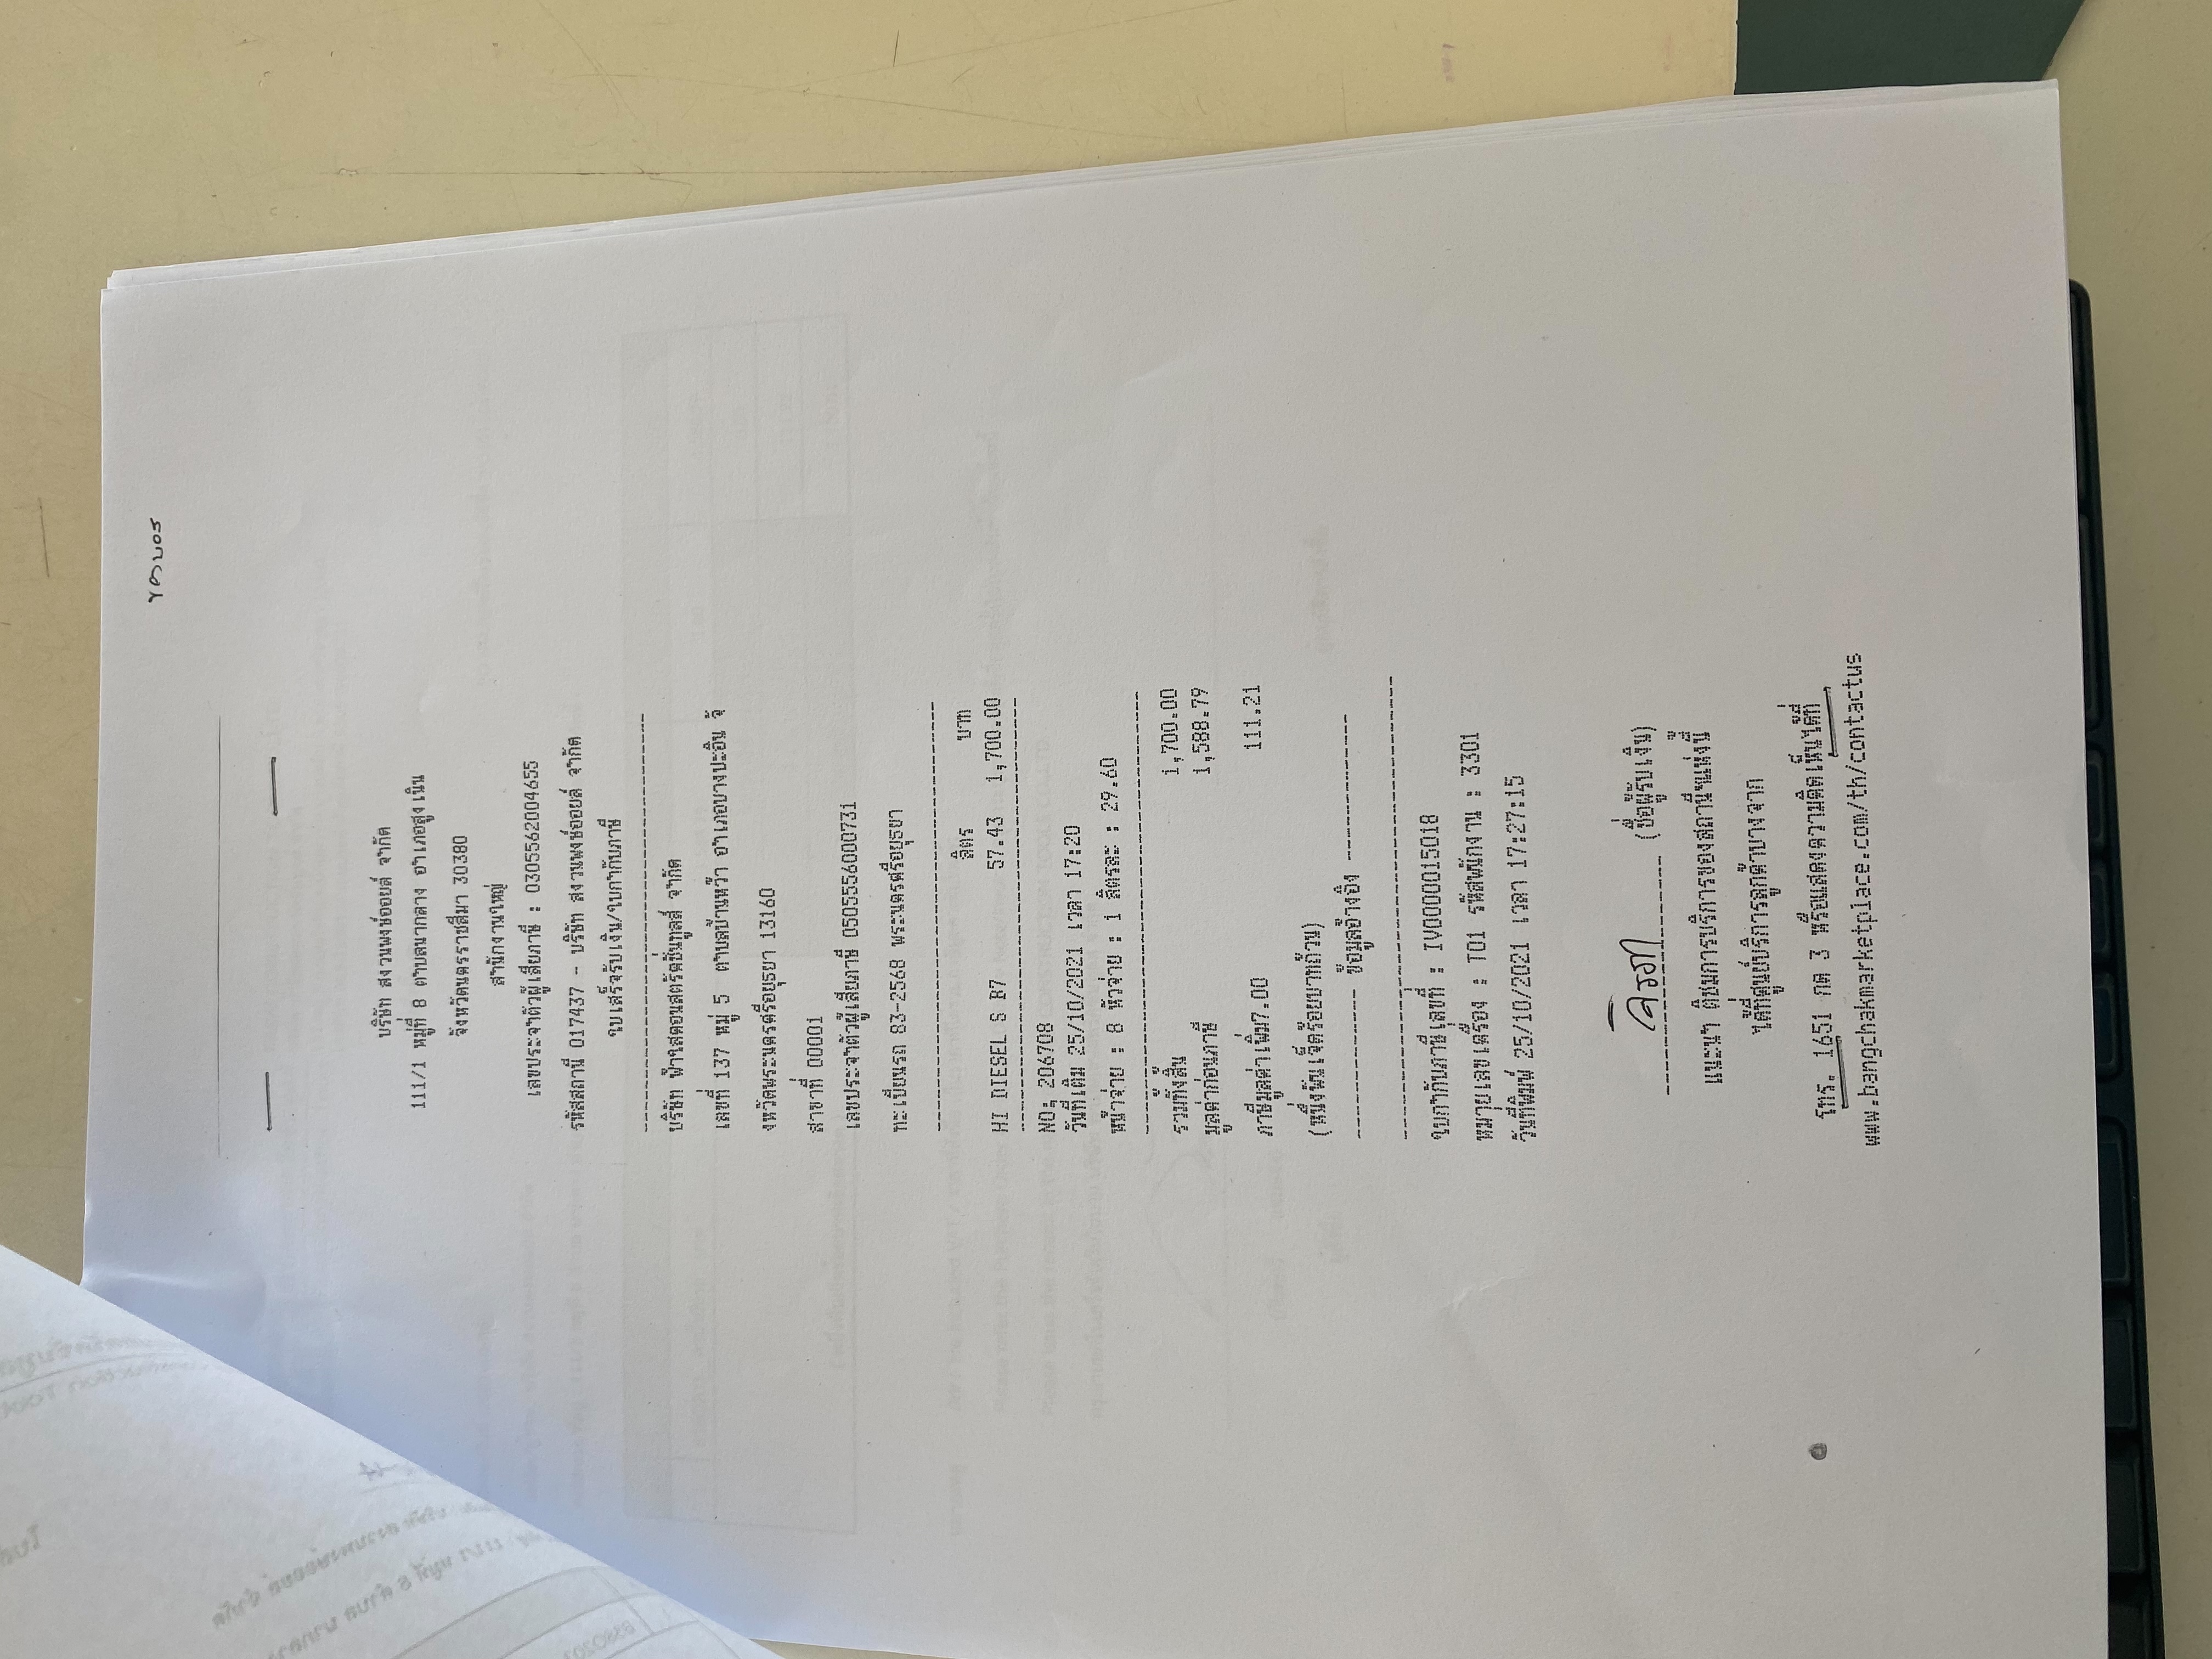 บริษัท สงวนพงษ์ออยล์ จำกัด
111/1 หมู่ที่ 8 ตำบลนากลาง อำเภอสูงเนิน
จังหวัดนครราชสีมา 30380
สำนักงานใหญ่
เลขประจำตัวผู้เสียภาษี : 0305562004655
รหัสสถานี 017437 - บริษัท สงวนพงษ์ออยล์ จำกัด
ใบเสร็จรับเงิน/ใบกำกับภาษี
บริษัท ฟ้าใสคอนสตรัคชั่นทูลส์ จำกัด
เลขที่ 137 หมู่ 5 ตำบลบ้านหว้า อำเภอบางปะอิน จั
งหวัดพระนครศรีอยุธยา 13160
สาขาที่ 00001
เลขประจำตัวผู้เสียภาษี 0505556000731
ทะเบียนรถ 83-2568 พระนครศรีอยุธยา
ลิตร บาท
HI DIESEL S B7 57.43 1,700.00
NO: 206708
วันที่เติม 25/10/2021 เวลา 17:20
หน้าจ่าย : 8 หัวจ่าย : 1 ลิตรละ : 29.60
รวมทั้งสิ้น 1,700.00
มูลค่าก่อนภาษี 1,588.79
ภาษีมูลค่าเพิ่ม7.00 111.21
(หนึ่งพันเจ็ดร้อยบาทถ้วน)
------------- ข้อมูลอ้างอิง -------------
ใบกำกับภาษีเลขที่ : IV0000015018
หมายเลขเครื่อง : T01 รหัสพนักงาน : 3301
วันที่พิมพ์ 25/10/2021 เวลา 17:27:15
(ชื่อผู้รับเงิน)
แนะนำ ติชมการบริการของสถานีฯแห่งนี้
ได้ที่ศูนย์บริการลูกค้าบางจาก
โทร. 1651 กด 3 หรือแสดงความคิดเห็นได้ที่
www.bangchakmarketplace.com/th/contactus